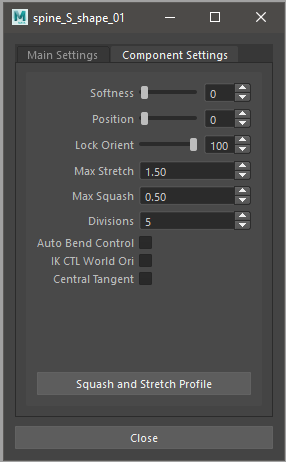 spine_S_shape_01
Main Settings Component Settings
Softness 0
Position 0
Lock Orient 100
Max Stretch 1.50
Max Squash 0.50
Divisions 5
Auto Bend Control
IK CTL World Ori
Central Tangent
Squash and Stretch Profile
Close